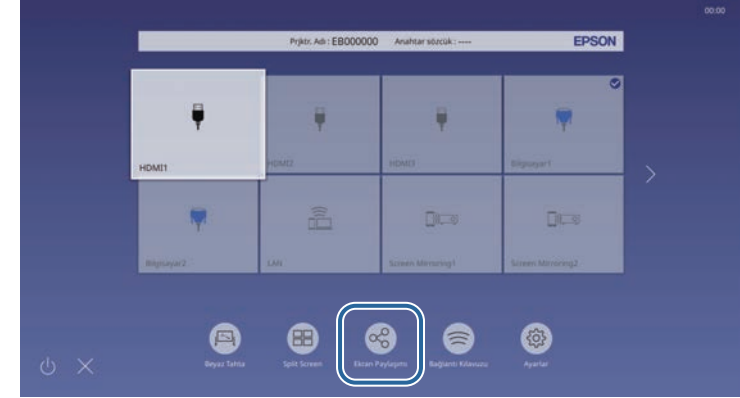 00:00
Prjktr. Adı : EB000000 Anahtar sözcük : ---- EPSON
HDMI1 HDMI2 HDMI3 Bilgisayar1
Bilgisayar2 LAN Screen Mirroring1 Screen Mirroring2
Beyaz Tahta Split Screen Ekran Paylaşımı Bağlantı Kılavuzu Ayarlar